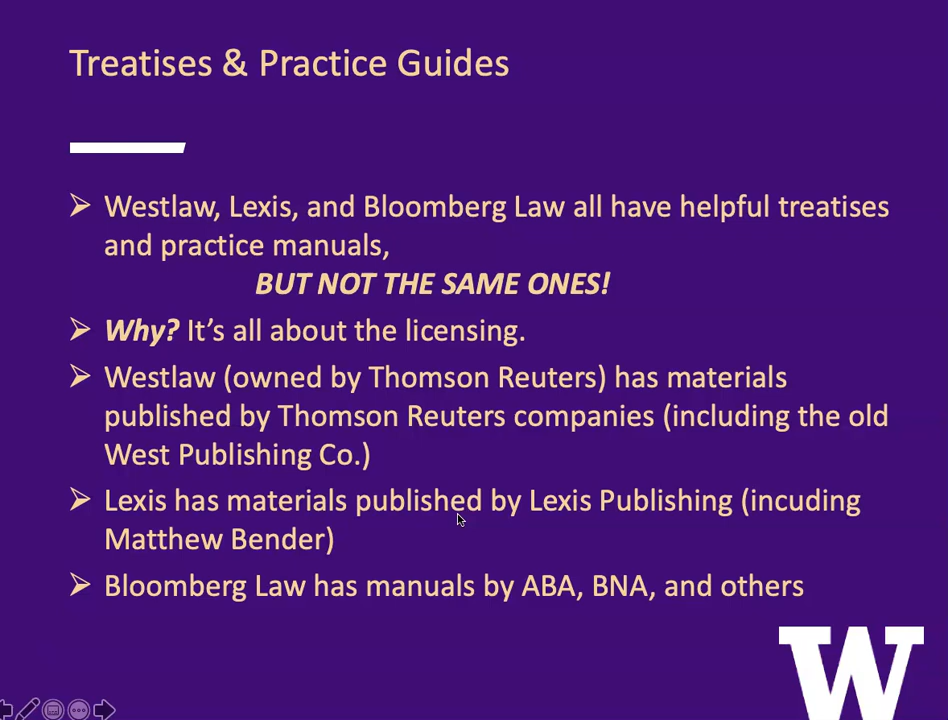 Treatises & Practice Guides
➢ Westlaw, Lexis, and Bloomberg Law all have helpful treatises
and practice manuals,
BUT NOT THE SAME ONES!
➢ Why? It’s all about the licensing.
➢ Westlaw (owned by Thomson Reuters) has materials
published by Thomson Reuters companies (including the old
West Publishing Co.)
➢ Lexis has materials published by Lexis Publishing (incuding
Matthew Bender)
➢ Bloomberg Law has manuals by ABA, BNA, and others
W